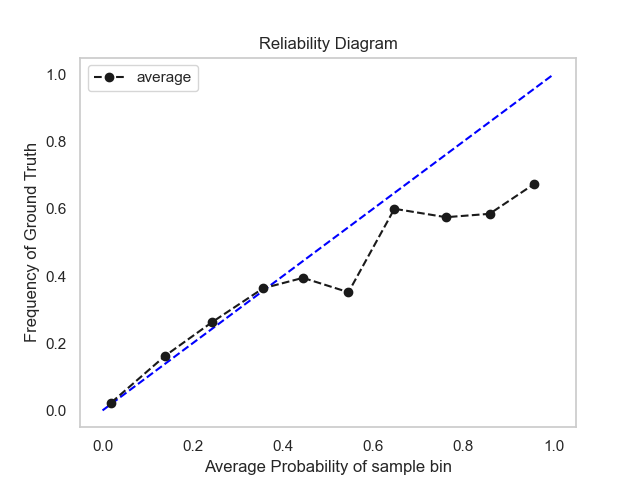 Reliability Diagram
average
Frequency of Ground Truth
1.0
0.8
0.6
0.4
0.2
0.0
0.0 0.2 0.4 0.6 0.8 1.0
Average Probability of sample bin